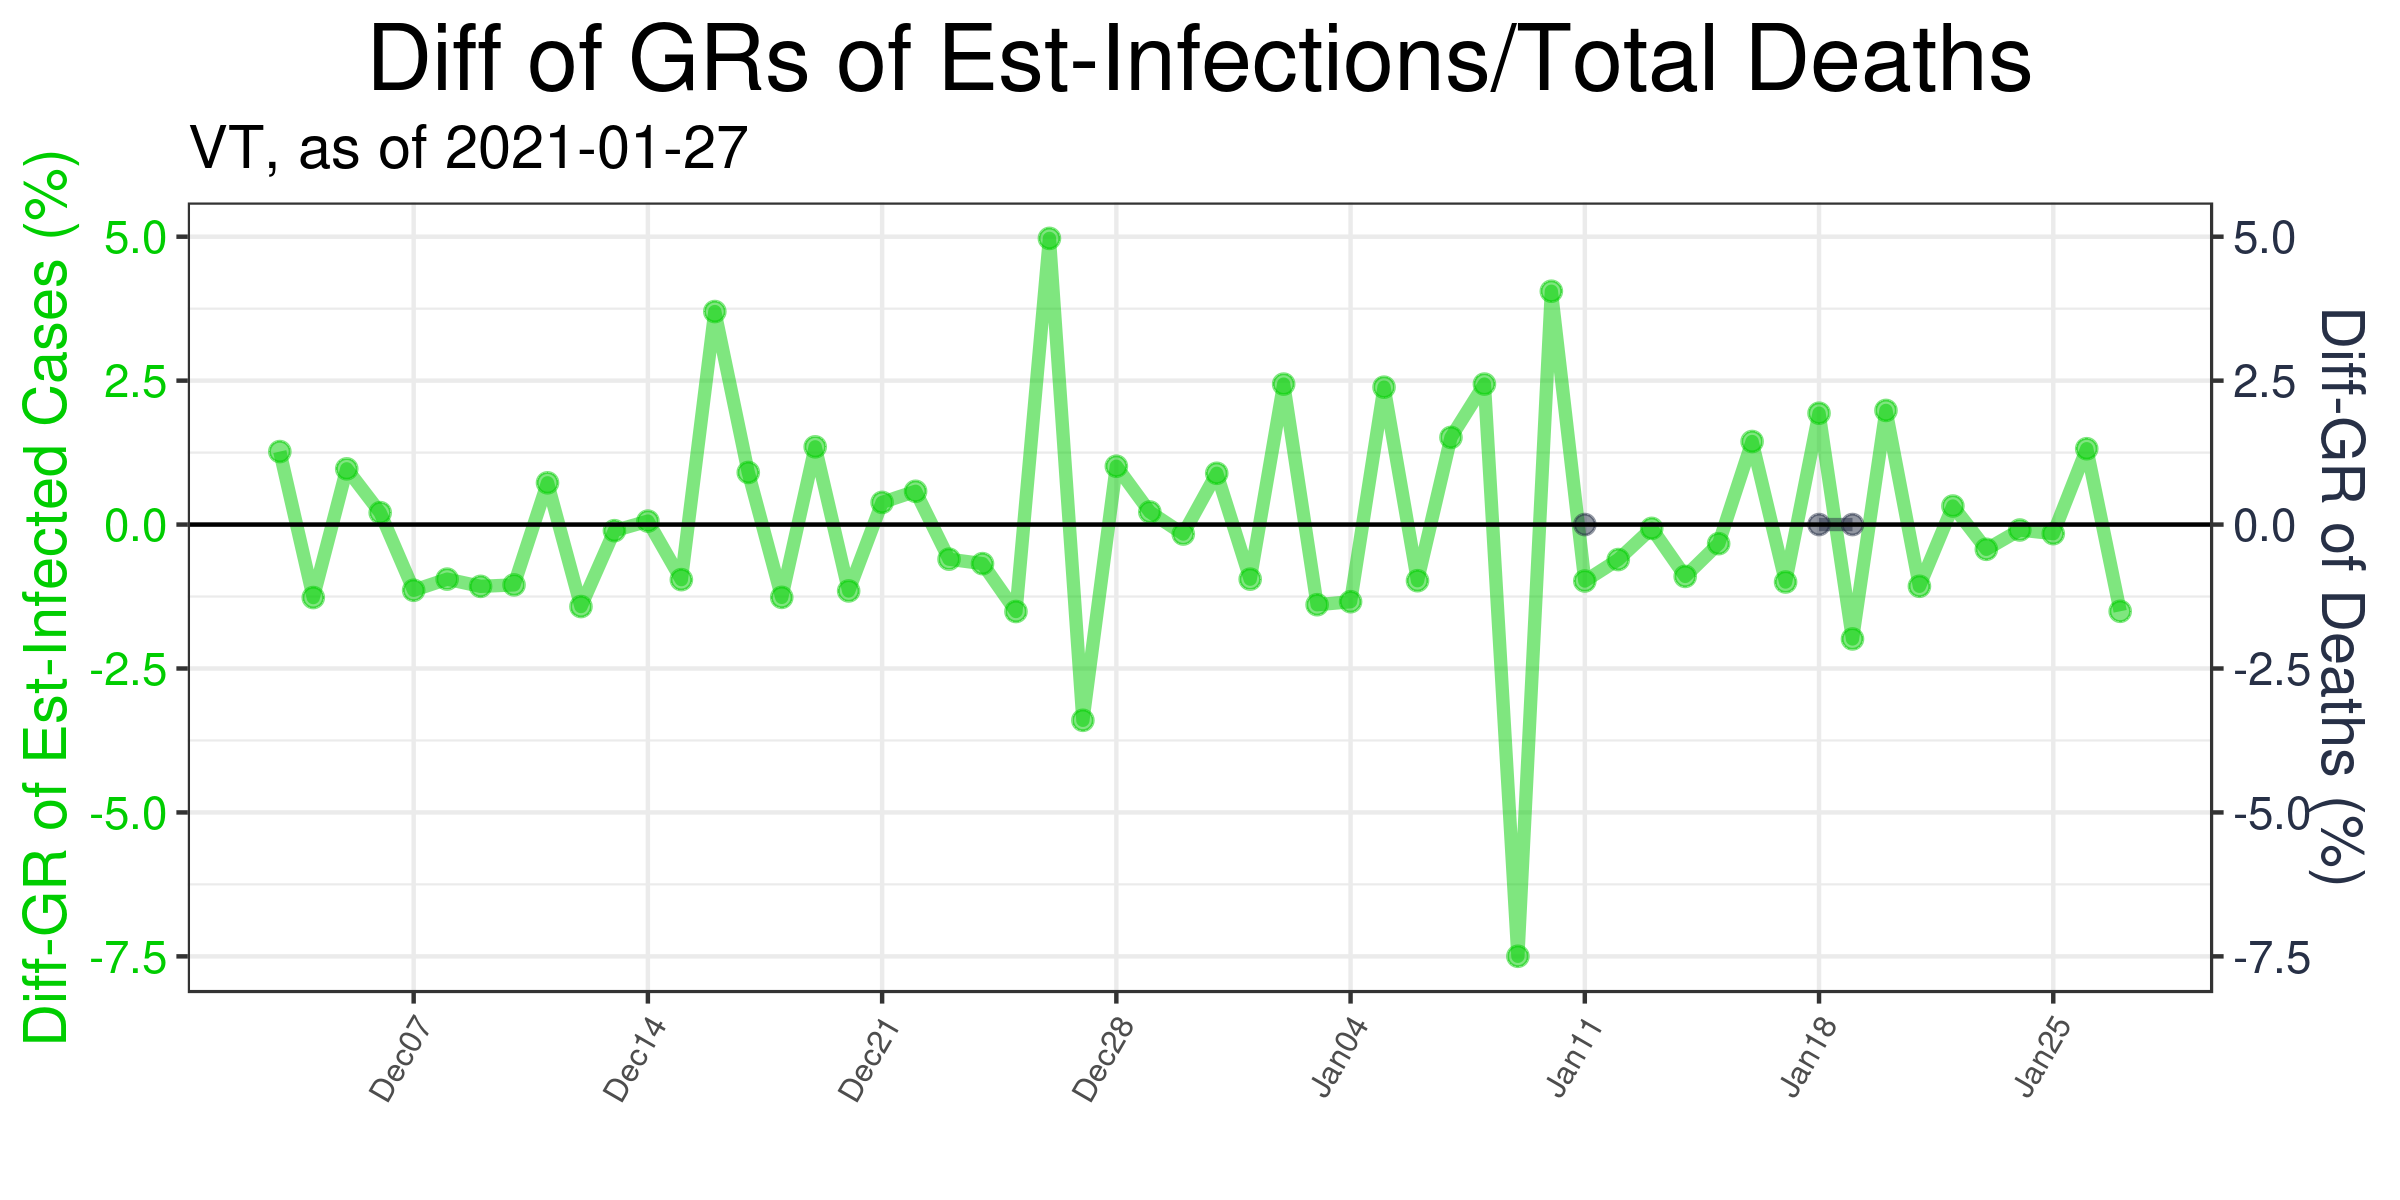 Diff of GRs of Est-Infections/Total Deaths
VT, as of 2021-01-27
Diff-GR of Est-Infected Cases (%)
5.0
2.5
0.0
-2.5
-5.0
-7.5
5.0
2.5
0.0
-2.5
-5.0
-7.5
Diff-GR of Deaths (%)
Dec07
Dec14
Dec21
Dec28
Jan04
Jan11
Jan18
Jan25